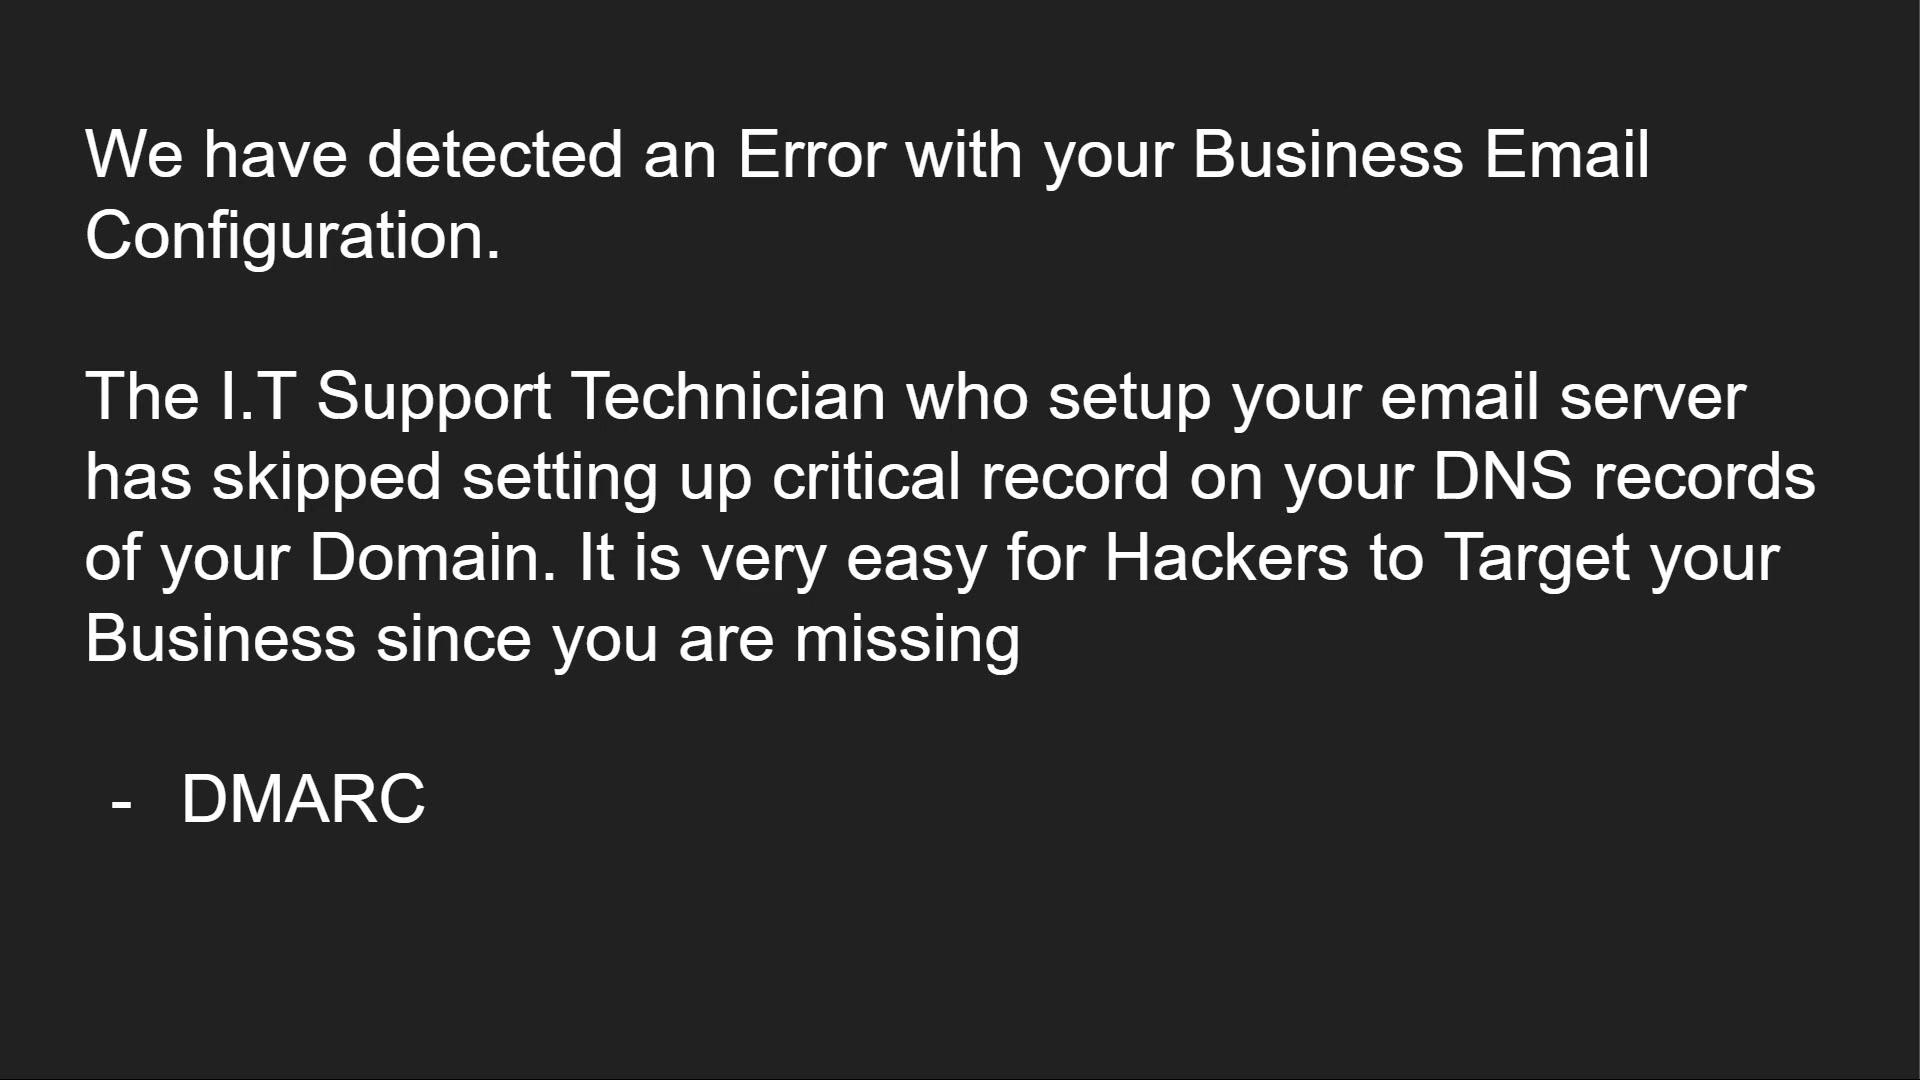 We have detected an Error with your Business Email
Configuration.
The I.T Support Technician who setup your email server
has skipped setting up critical record on your DNS records
of your Domain. It is very easy for Hackers to Target your
Business since you are missing
- DMARC